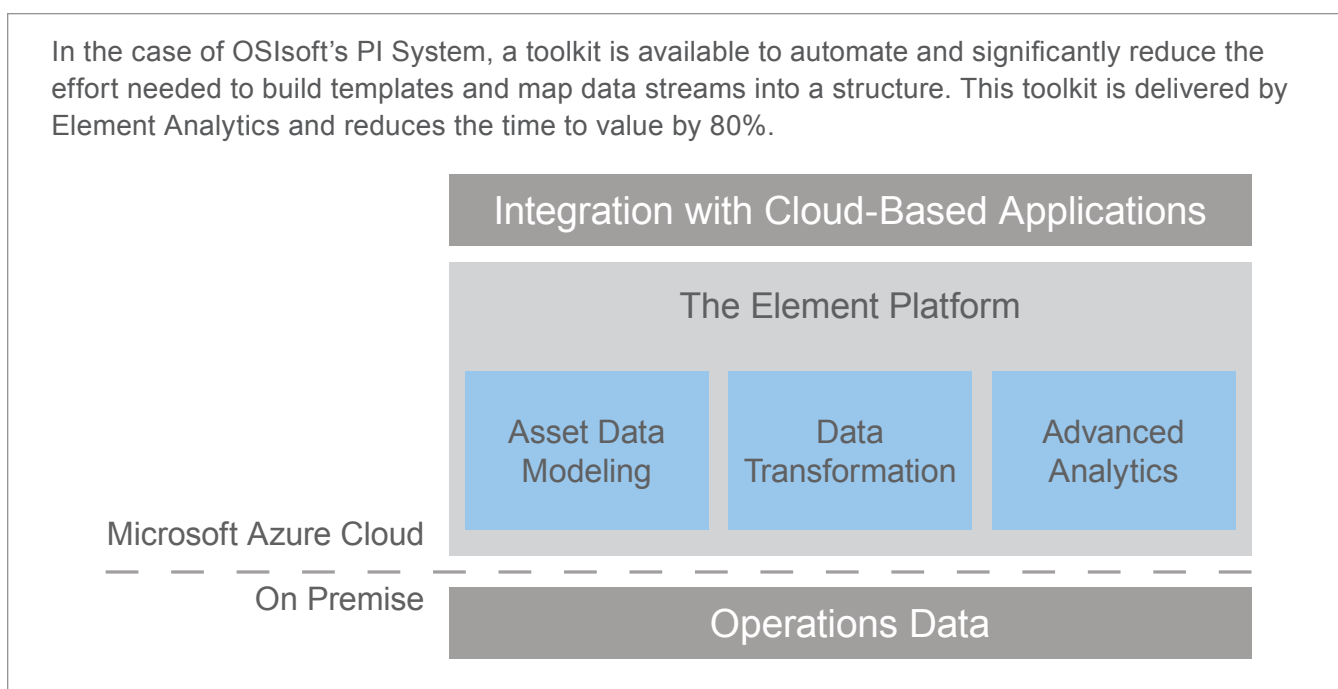 In the case of OSIsoft's PI System, a toolkit is available to automate and significantly reduce the
effort needed to build templates and map data streams into a structure. This toolkit is delivered by
Element Analytics and reduces the time to value by 80%.
Integration with Cloud-Based Applications
The Element Platform
Asset Data
Modeling
Data
Transformation
Advanced
Analytics
Microsoft Azure Cloud
On Premise
Operations Data